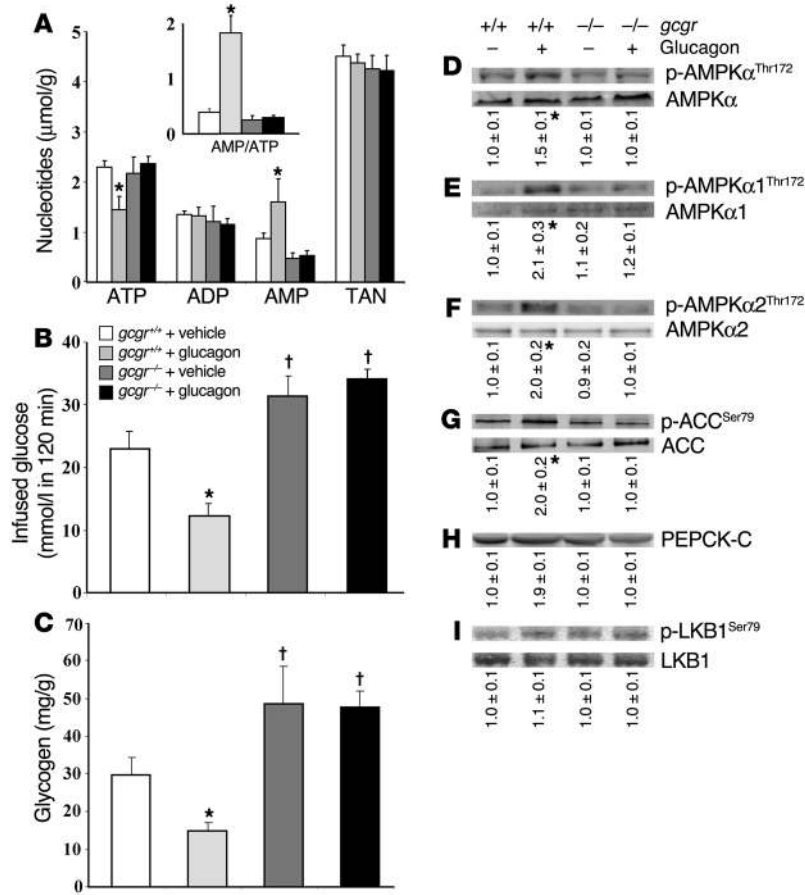 A
Nucleotides (μmol/g)
5
4
3
2
1
0
2
1
0
*
AMP/ATP
*
*
ATP ADP AMP TAN
B
gcgr+/+ + vehicle
gcgr+/+ + glucagon
gcgr−/− + vehicle
gcgr−/− + glucagon
Infused glucose
(mmol/l in 120 min)
40
30
20
10
0
*
†
†
C
Glycogen (mg/g)
70
60
50
40
30
20
10
0
*
†
†
+/+ +/+ −/− −/− gcgr
− + − + Glucagon
D
p-AMPKαThr172
AMPKα
1.0 ± 0.1
1.5 ± 0.1 *
1.0 ± 0.1
1.0 ± 0.1
E
p-AMPKα1Thr172
AMPKα1
1.0 ± 0.1
2.1 ± 0.3 *
1.1 ± 0.2
1.2 ± 0.1
F
p-AMPKα2Thr172
AMPKα2
1.0 ± 0.1
2.0 ± 0.2 *
0.9 ± 0.2
1.0 ± 0.1
G
p-ACCSer79
ACC
1.0 ± 0.1
2.0 ± 0.2 *
1.0 ± 0.1
1.0 ± 0.1
H
PEPCK-C
1.0 ± 0.1
1.9 ± 0.1
1.0 ± 0.1
1.0 ± 0.1
I
p-LKB1Ser79
LKB1
1.0 ± 0.1
1.1 ± 0.1
1.0 ± 0.1
1.0 ± 0.1